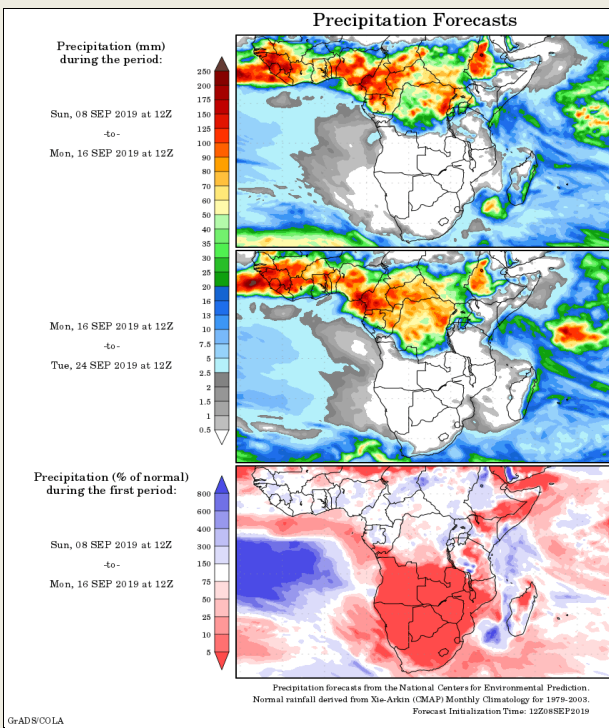 Precipitation Forecasts
Precipitation (mm)
during the period:
Sun, 08 SEP 2019 at 12Z
-to-
Mon, 16 SEP 2019 at 12Z
250
200
175
150
125
100
90
80
70
60
50
40
35
30
25
20
16
13
10
7.5
5
2.5
2
1.5
1
0.5
Mon, 16 SEP 2019 at 12Z
-to-
Tue, 24 SEP 2019 at 12Z
Precipitation (% of normal)
during the first period:
Sun, 08 SEP 2019 at 12Z
-to-
Mon, 16 SEP 2019 at 12Z
800
600
400
300
150
75
50
25
10
5
Precipitation forecasts from the National Centers for Environmental Prediction.
Normal rainfall derived from Xie-Arkin (CMAP) Monthly Climatology for 1979-2003.
Forecast Initialization Time: 12Z08SEP2019
GrADS/COLA